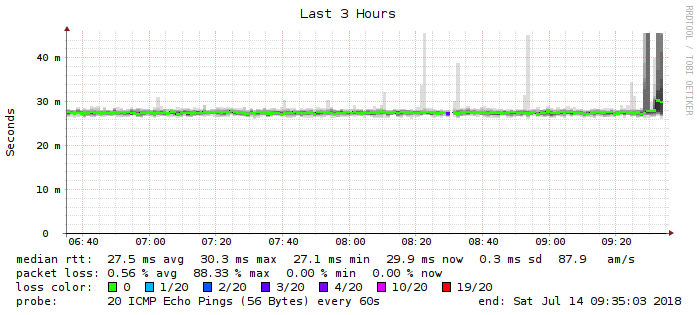 Last 3 Hours
RRDTOOL / TOBI OETIKER
Seconds
40 m
30 m
20 m
10 m
0
06:40 07:00 07:20 07:40 08:00 08:20 08:40 09:00 09:20
median rtt: 27.5 ms avg 30.3 ms max 27.1 ms min 29.9 ms now 0.3 ms sd 87.9 am/s
packet loss: 0.56 % avg 88.33 % max 0.00 % min 0.00 % now
loss color: 0 1/20 2/20 3/20 4/20 10/20 19/20
probe: 20 ICMP Echo Pings (56 Bytes) every 60s end: Sat Jul 14 09:35:03 2018